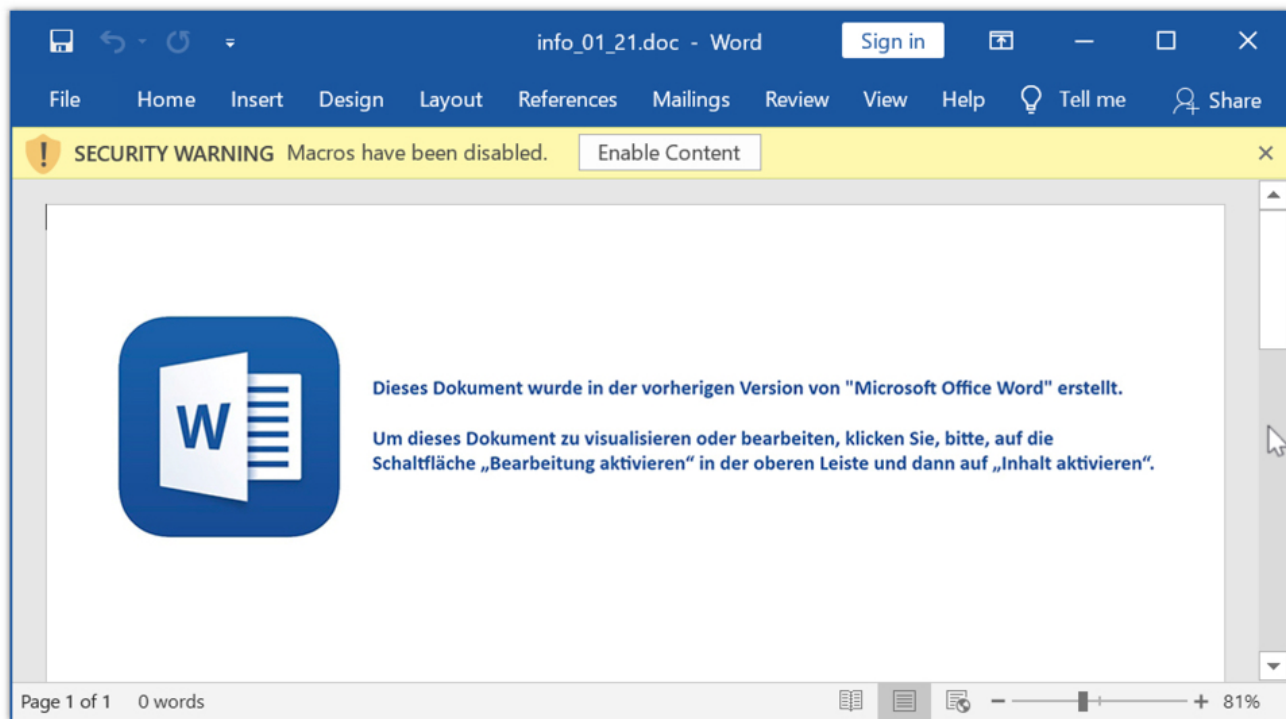 info_01_21.doc - Word Sign in
File Home Insert Design Layout References Mailings Review View Help Tell me Share
SECURITY WARNING Macros have been disabled. Enable Content
W
Dieses Dokument wurde in der vorherigen Version von "Microsoft Office Word" erstellt.
Um dieses Dokument zu visualisieren oder bearbeiten, klicken Sie, bitte, auf die
Schaltfläche „Bearbeitung aktivieren“ in der oberen Leiste und dann auf „Inhalt aktivieren“.
Page 1 of 1 0 words 81%